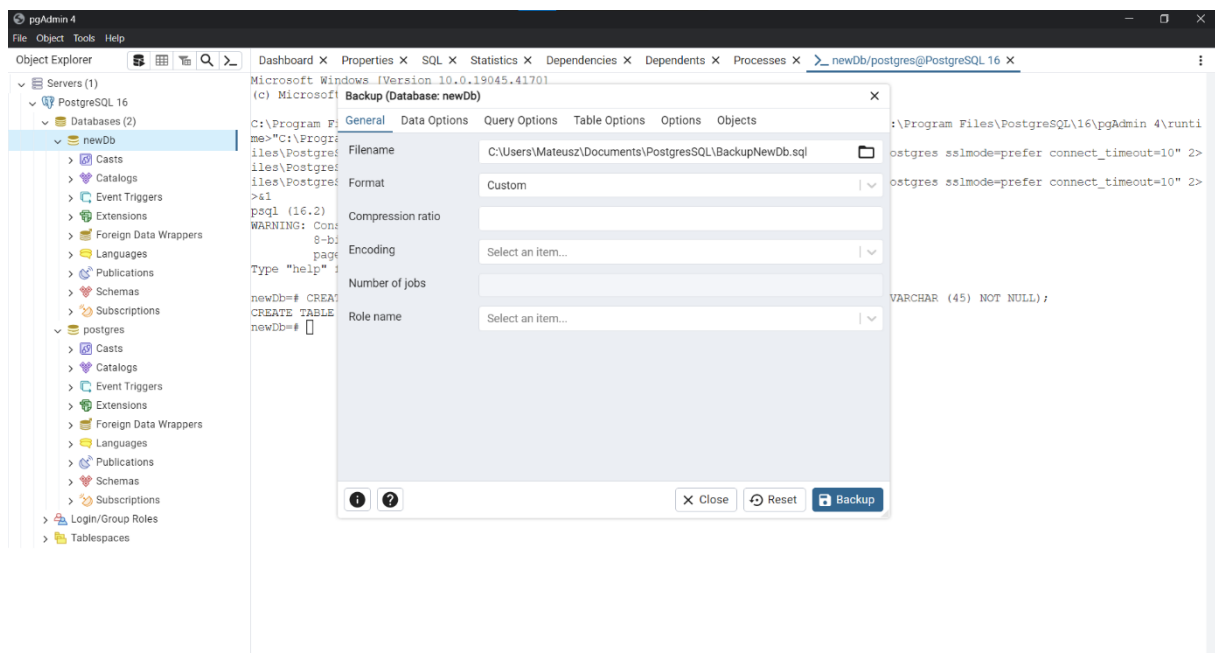 pgAdmin 4
File Object Tools Help
Object Explorer
Dashboard Properties SQL Statistics Dependencies Dependents Processes newDb/postgres@PostgreSQL 16
Servers (1)
PostgreSQL 16
Databases (2)
newDb
Casts
Catalogs
Event Triggers
Extensions
Foreign Data Wrappers
Languages
Publications
Schemas
Subscriptions
postgres
Casts
Catalogs
Event Triggers
Extensions
Foreign Data Wrappers
Languages
Publications
Schemas
Subscriptions
Login/Group Roles
Tablespaces
Microsoft Windows [Version 10.0.19045.4170]
(c) Microsoft
C:\Program F
:\Program Files\PostgreSQL\16\pgAdmin 4\runti
me>"C:\Progra
iles\Postgre
ostgres sslmode=prefer connect_timeout=10" 2>
iles\Postgre
iles\Postgre
ostgres sslmode=prefer connect_timeout=10" 2>
>&1
psql (16.2)
WARNING: Cons
8-bi
page
Type "help"
newDb=# CREAT
VARCHAR (45) NOT NULL);
CREATE TABLE
newDb=#
Backup (Database: newDb)
General Data Options Query Options Table Options Options Objects
Filename
C:\Users\Mateusz\Documents\PostgresSQL\BackupNewDb.sql
Format
Custom
Compression ratio
Encoding
Select an item...
Number of jobs
Role name
Select an item...
Close Reset Backup